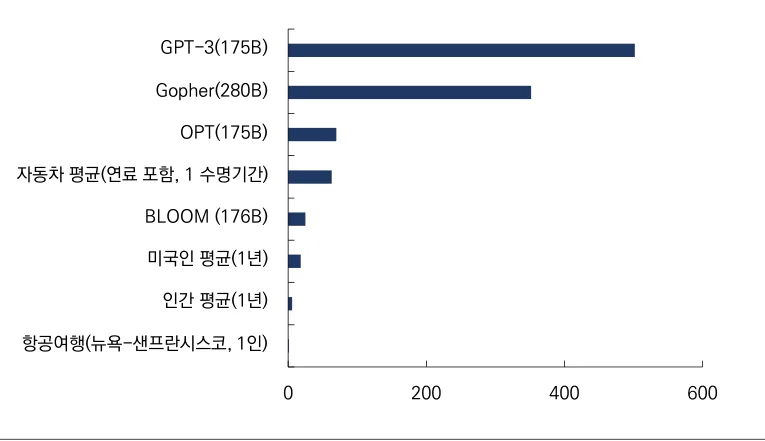 GPT-3(175B)
Gopher(280B)
OPT(175B)
자동차 평균(연료 포함, 1 수명기간)
BLOOM (176B)
미국인 평균(1년)
인간 평균(1년)
항공여행(뉴욕-샌프란시스코, 1인)
0 200 400 600